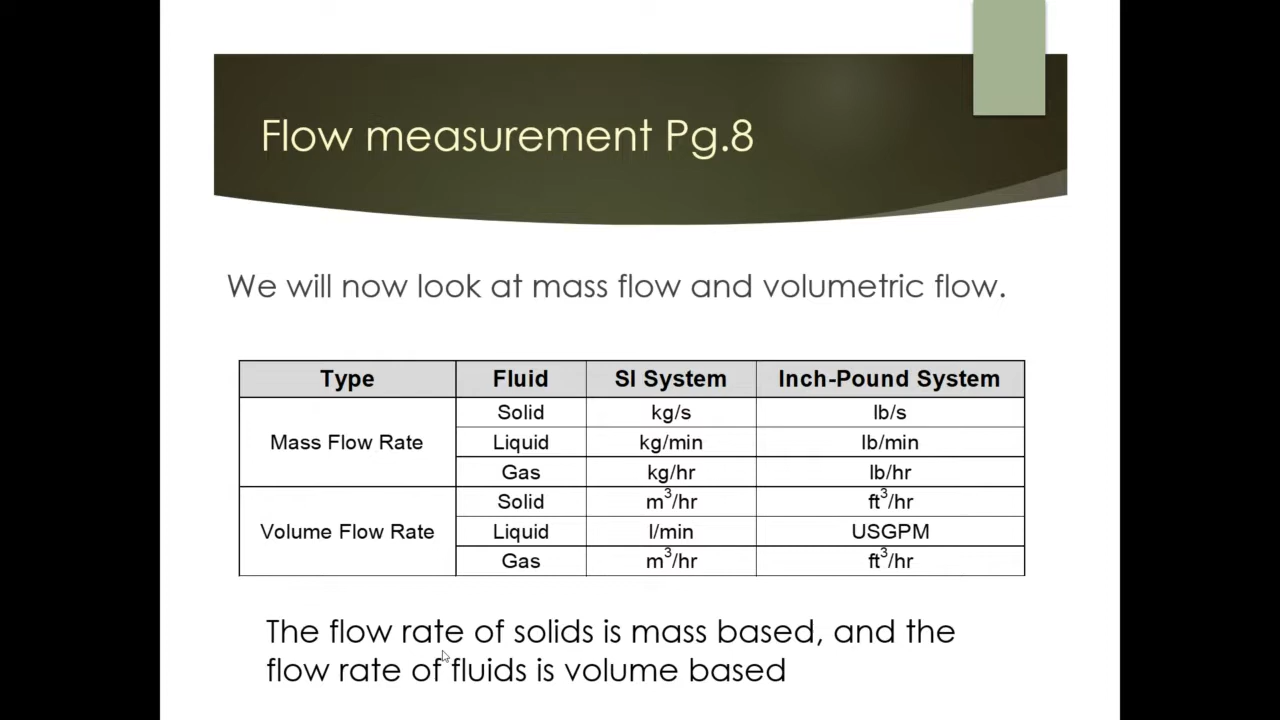 Flow measurement Pg.8
We will now look at mass flow and volumetric flow.
Type Fluid SI System Inch-Pound System
Mass Flow Rate Solid kg/s lb/s
Liquid kg/min lb/min
Gas kg/hr lb/hr
Volume Flow Rate Solid m³/hr ft³/hr
Liquid l/min USGPM
Gas m³/hr ft³/hr
The flow rate of solids is mass based, and the
flow rate of fluids is volume based